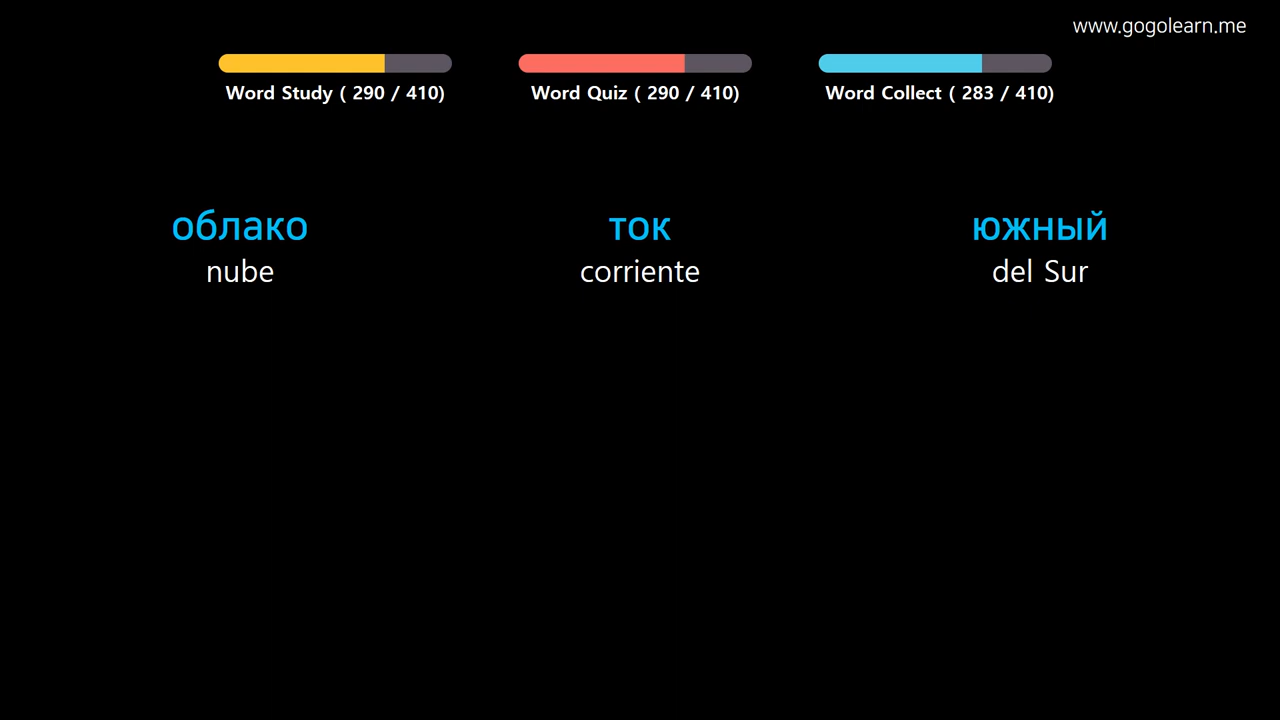 www.gogolearn.me
Word Study ( 290 / 410)
Word Quiz ( 290 / 410)
Word Collect ( 283 / 410)
облако
nube
ток
corriente
южный
del Sur